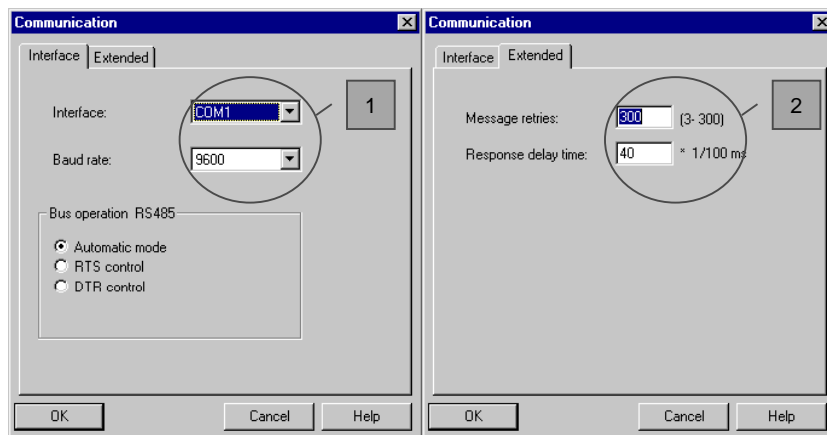 Communication
Interface Extended
Interface: COM1
1
Baud rate: 9600
Bus operation RS485
Automatic mode
RTS control
DTR control
OK Cancel Help
Communication
Interface Extended
Message retries: 300 (3- 300)
2
Response delay time: 40 * 1/100 ms
OK Cancel Help